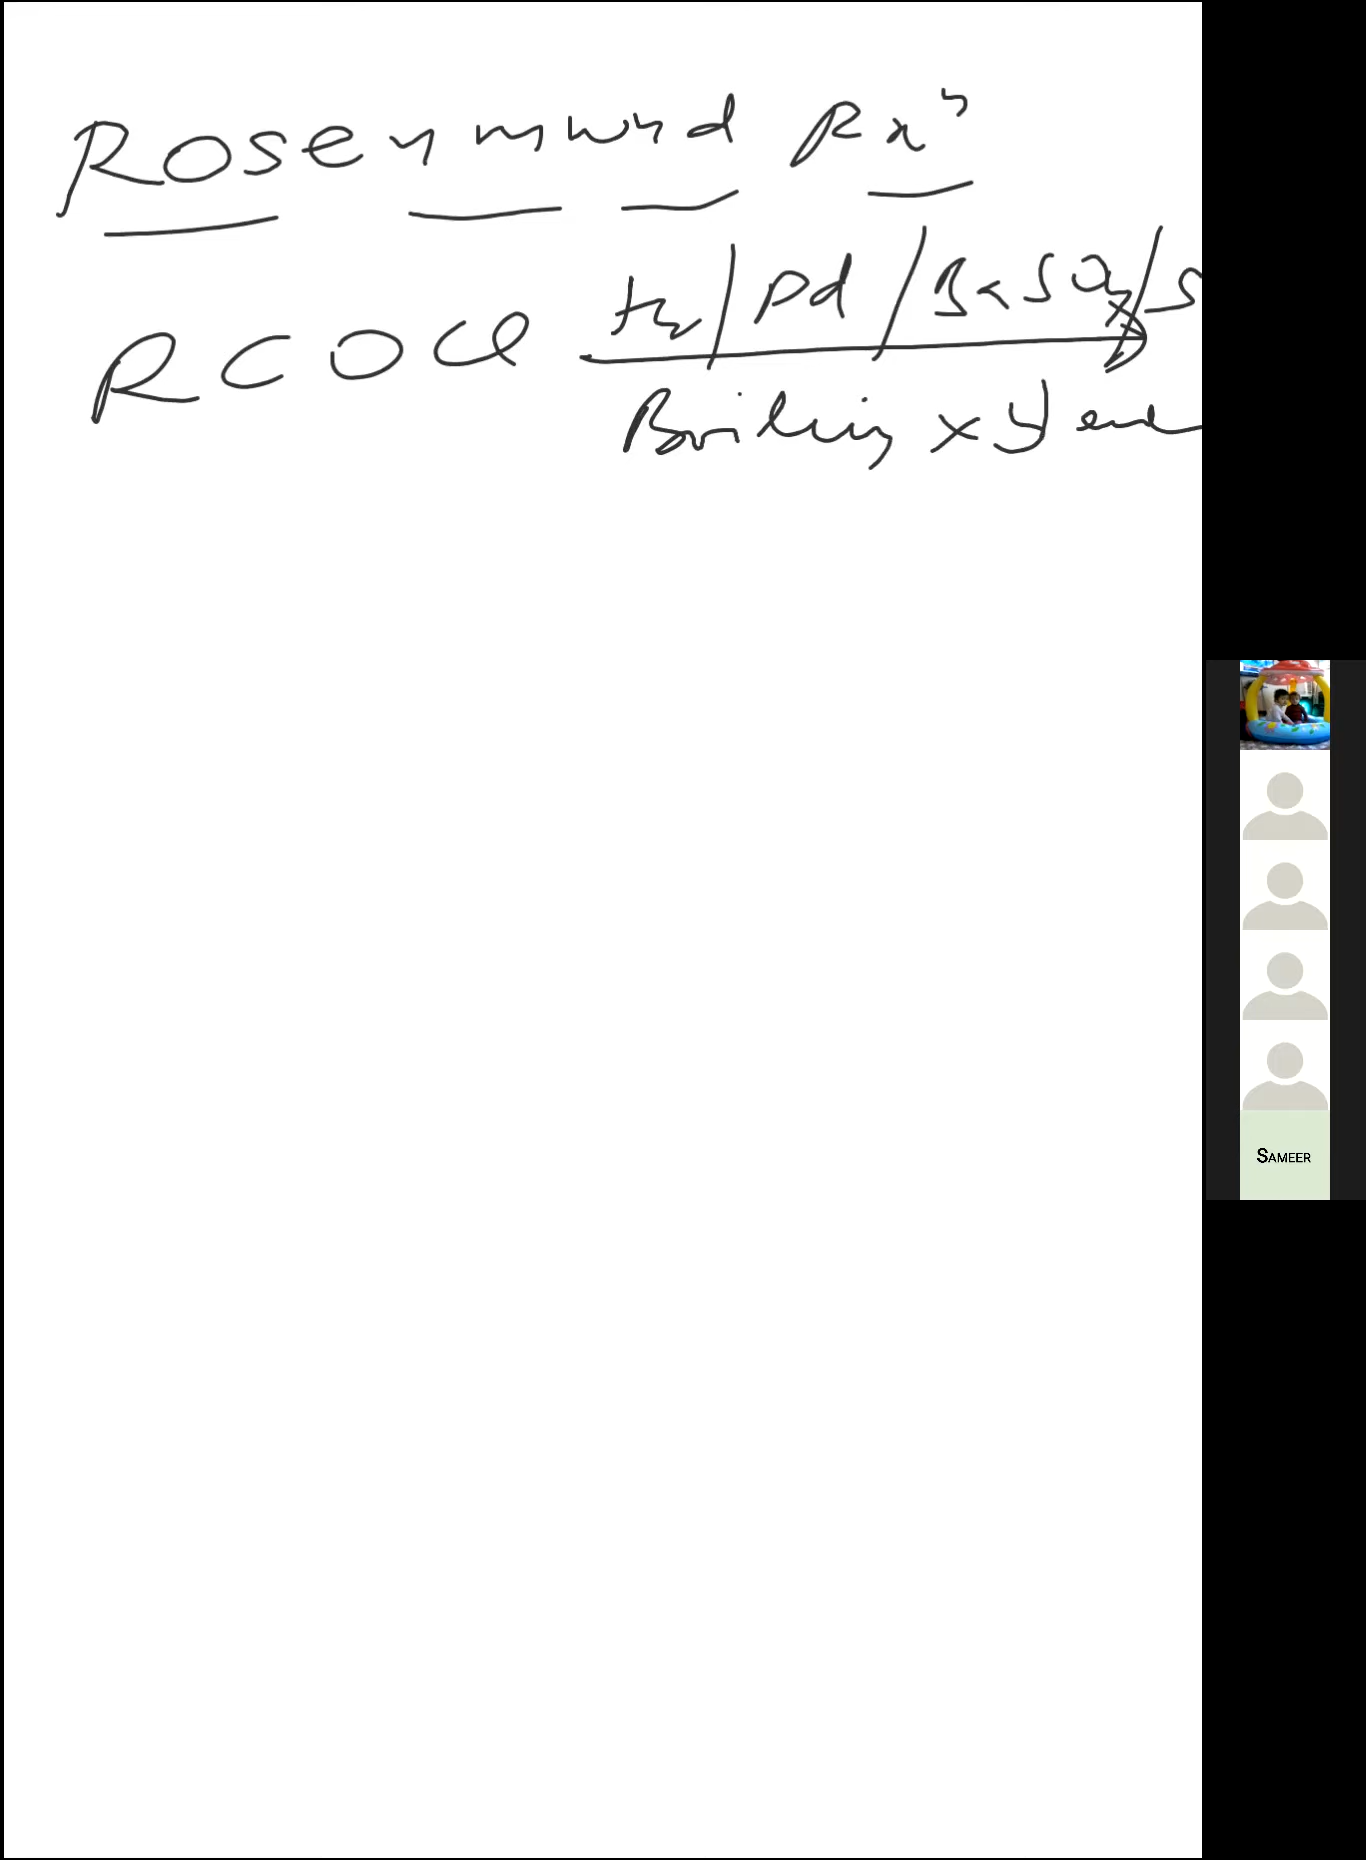 Rosenmund Rxn
RCOCl H2/Pd/BaSO4/S
Boiling xylene
SAMEER